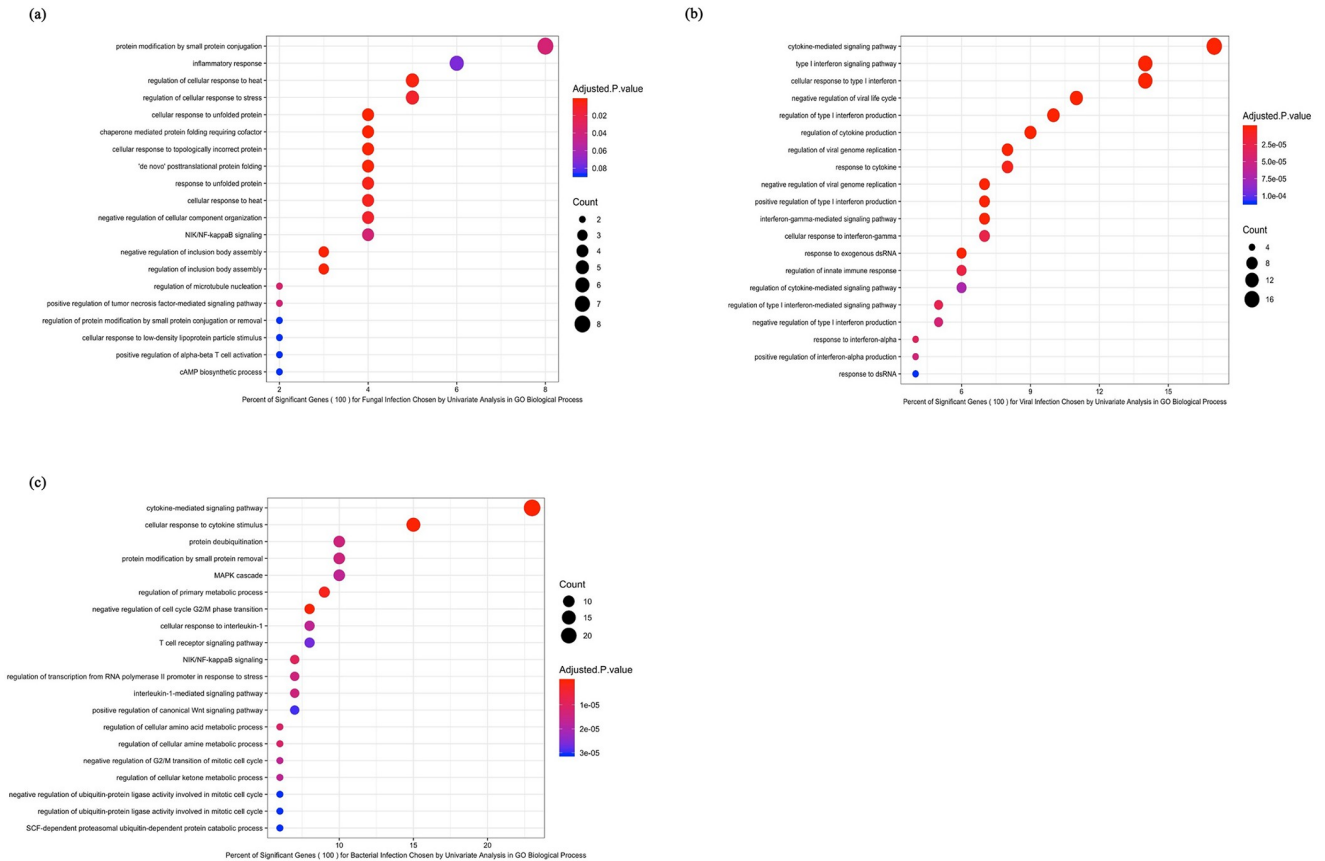 (a)
protein modification by small protein conjugation
inflammatory response
regulation of cellular response to heat
regulation of cellular response to stress
cellular response to unfolded protein
chaperone mediated protein folding requiring cofactor
cellular response to topologically incorrect protein
'de novo' posttranslational protein folding
response to unfolded protein
cellular response to heat
negative regulation of cellular component organization
NIK/NF-kappaB signaling
negative regulation of inclusion body assembly
regulation of inclusion body assembly
regulation of microtubule nucleation
positive regulation of tumor necrosis factor-mediated signaling pathway
regulation of protein modification by small protein conjugation or removal
cellular response to low-density lipoprotein particle stimulus
positive regulation of alpha-beta T cell activation
cAMP biosynthetic process
2 4 6 8
Percent of Significant Genes ( 100 ) for Fungal Infection Chosen by Univariate Analysis in GO Biological Process
Adjusted.P.value
0.02
0.04
0.06
0.08
Count
2
3
4
5
6
7
8
(b)
cytokine-mediated signaling pathway
type I interferon signaling pathway
cellular response to type I interferon
negative regulation of viral life cycle
regulation of type I interferon production
regulation of cytokine production
regulation of viral genome replication
response to cytokine
negative regulation of viral genome replication
positive regulation of type I interferon production
interferon-gamma-mediated signaling pathway
cellular response to interferon-gamma
response to exogenous dsRNA
regulation of innate immune response
regulation of cytokine-mediated signaling pathway
regulation of type I interferon-mediated signaling pathway
negative regulation of type I interferon production
response to interferon-alpha
positive regulation of interferon-alpha production
response to dsRNA
6 9 12 15
Percent of Significant Genes ( 100 ) for Viral Infection Chosen by Univariate Analysis in GO Biological Process
Adjusted.P.value
2.5e-05
5.0e-05
7.5e-05
1.0e-04
Count
4
8
12
16
(c)
cytokine-mediated signaling pathway
cellular response to cytokine stimulus
protein deubiquitination
protein modification by small protein removal
MAPK cascade
regulation of primary metabolic process
negative regulation of cell cycle G2/M phase transition
cellular response to interleukin-1
T cell receptor signaling pathway
NIK/NF-kappaB signaling
regulation of transcription from RNA polymerase II promoter in response to stress
interleukin-1-mediated signaling pathway
positive regulation of canonical Wnt signaling pathway
regulation of cellular amino acid metabolic process
regulation of cellular amine metabolic process
negative regulation of G2/M transition of mitotic cell cycle
regulation of cellular ketone metabolic process
negative regulation of ubiquitin-protein ligase activity involved in mitotic cell cycle
regulation of ubiquitin-protein ligase activity involved in mitotic cell cycle
SCF-dependent proteasomal ubiquitin-dependent protein catabolic process
10 15 20
Percent of Significant Genes ( 100 ) for Bacterial Infection Chosen by Univariate Analysis in GO Biological Process
Count
10
15
20
Adjusted.P.value
1e-05
2e-05
3e-05